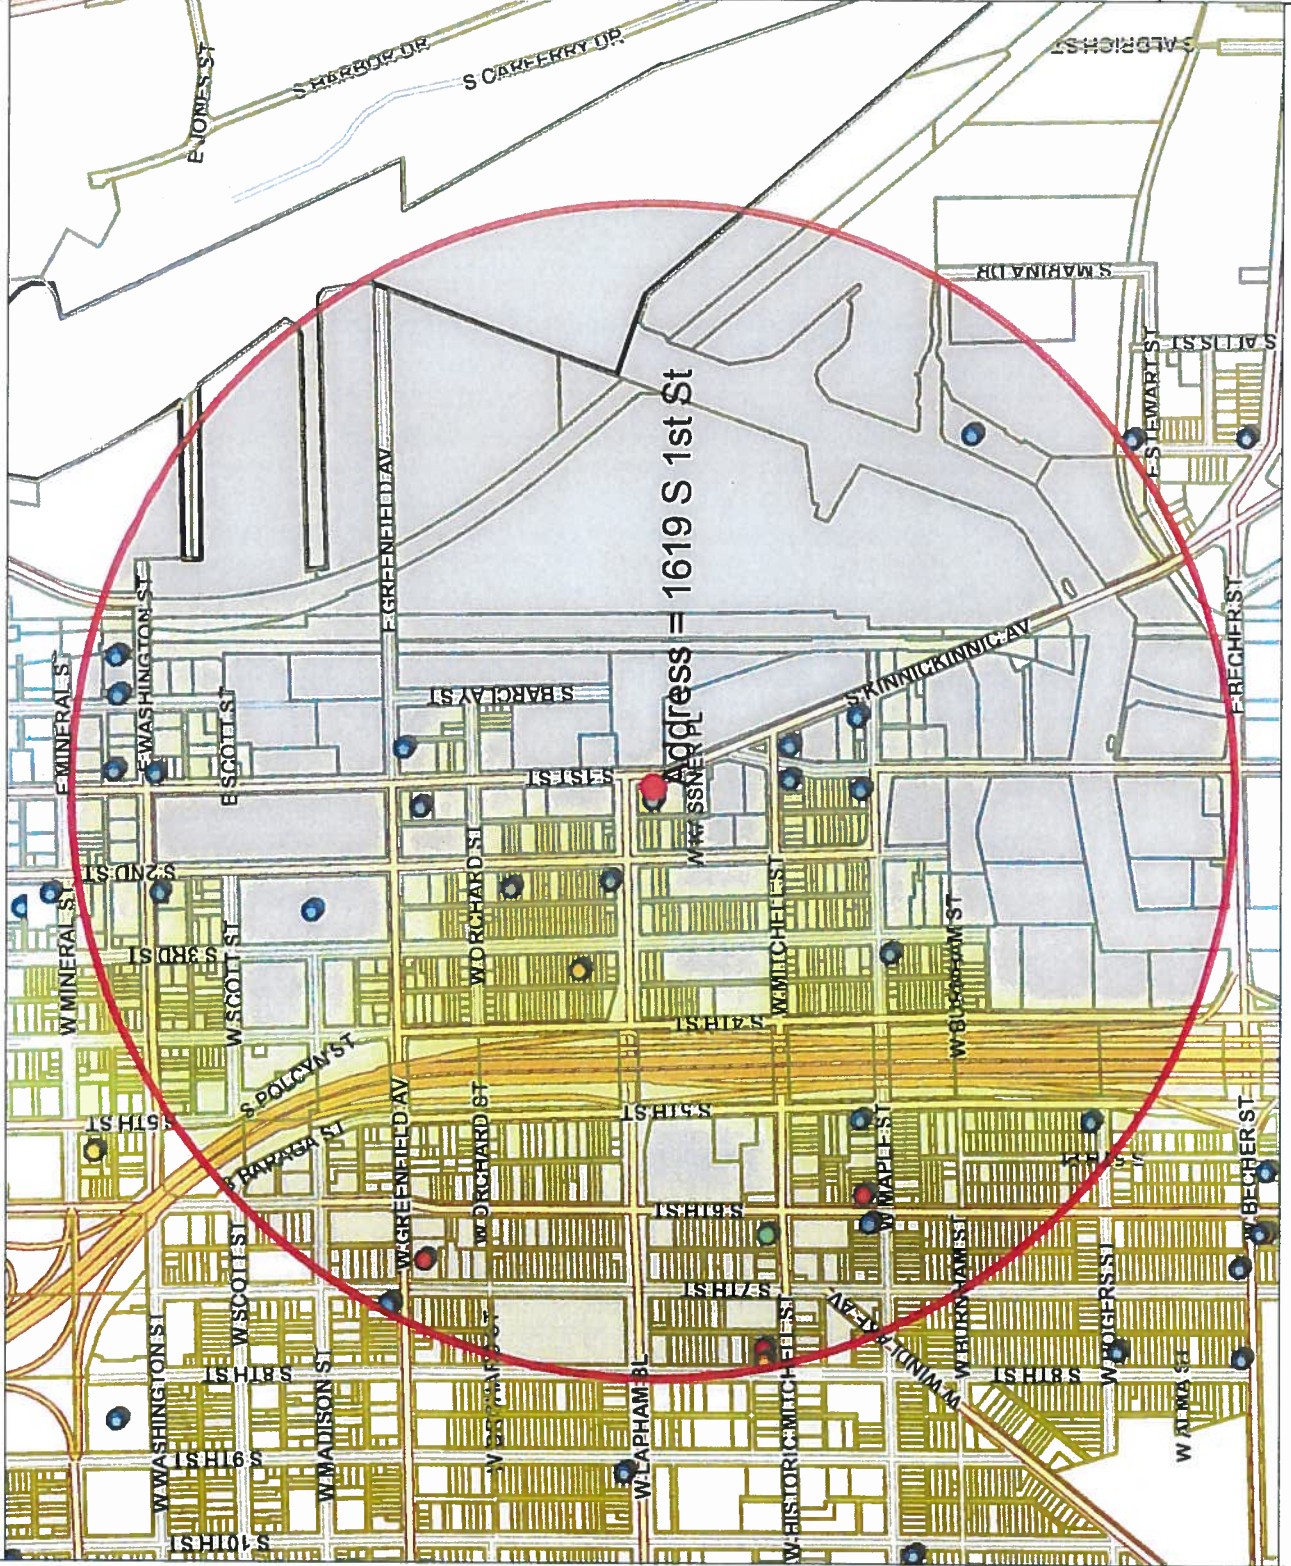 E JONES ST
S HARBOR DR
S CARFERRY DR
S ALDRICH ST
S MARINA DR
S ALLIS ST
E STEWART ST
E GREENFIELD AV
Address = 1619 S 1st St
E MINERAL S
E WASHINGTON ST
E SCOTT ST
S BARCLAY ST
S KINNICKINNIC AV
E BECHER ST
S 1ST ST
S 2ND ST
W MINERAL ST
S 3RD ST
W SCOTT ST
W ORCHARD ST
W MITCHELL ST
S 4TH ST
S POLCYN ST
S 5TH ST
S 5TH ST
S HARAGA ST
W GREENFIELD AV
W ORCHARD ST
W MAPLE ST
W BECHER ST
S 6TH ST
W SCOTT ST
S 7TH ST
W BURNHAM ST
W ROGERS ST
W WASHINGTON ST
S 8TH ST
W MADISON ST
W LAPHAM BL
W HISTORIC MITCHELL ST
W WINDLAKE AV
S 8TH ST
W ALMA ST
S 9TH ST
S 10TH ST